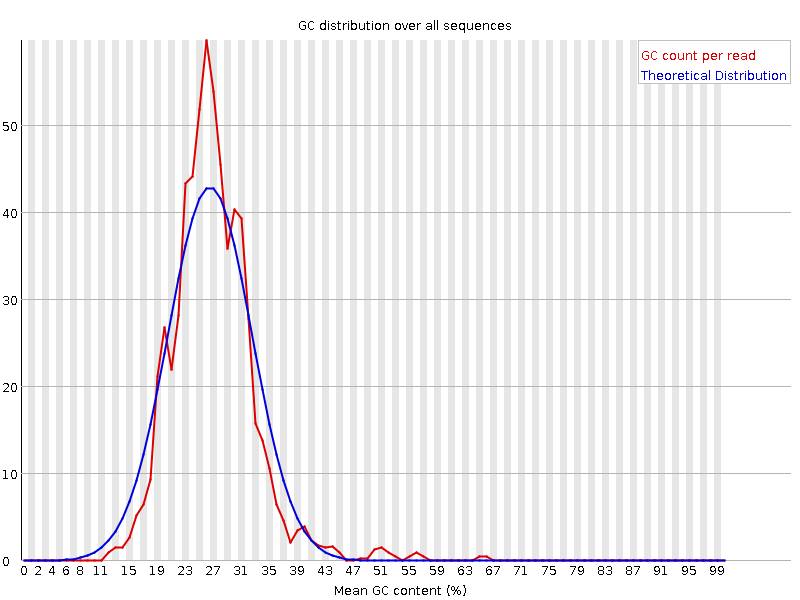 GC distribution over all sequences
GC count per read
Theoretical Distribution
50
40
30
20
10
0
0 2 4 6 8 11 15 19 23 27 31 35 39 43 47 51 55 59 63 67 71 75 79 83 87 91 95 99
Mean GC content (%)